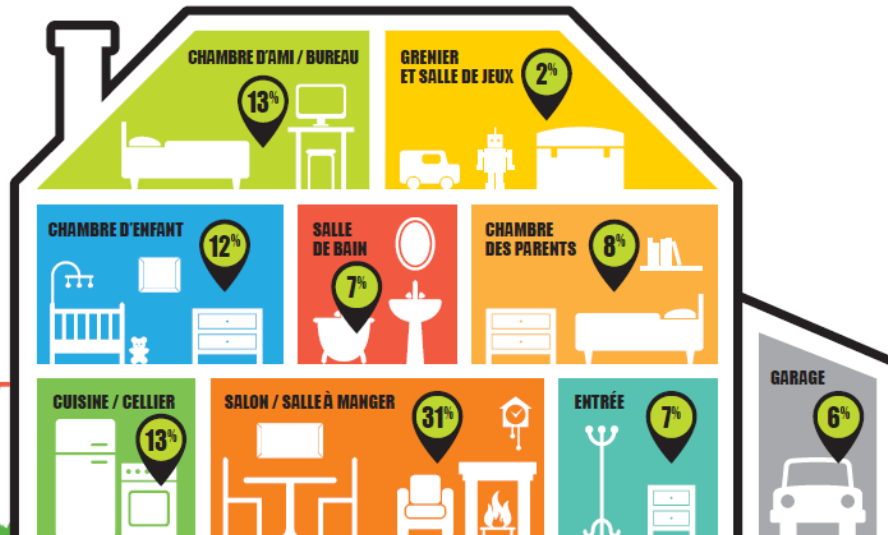 CHAMBRE D'AMI / BUREAU
13%
GRENIER
ET SALLE DE JEUX
2%
CHAMBRE D'ENFANT
12%
SALLE
DE BAIN
7%
CHAMBRE
DES PARENTS
8%
CUISINE / CELLIER
13%
SALON / SALLE À MANGER
31%
ENTRÉE
7%
GARAGE
6%